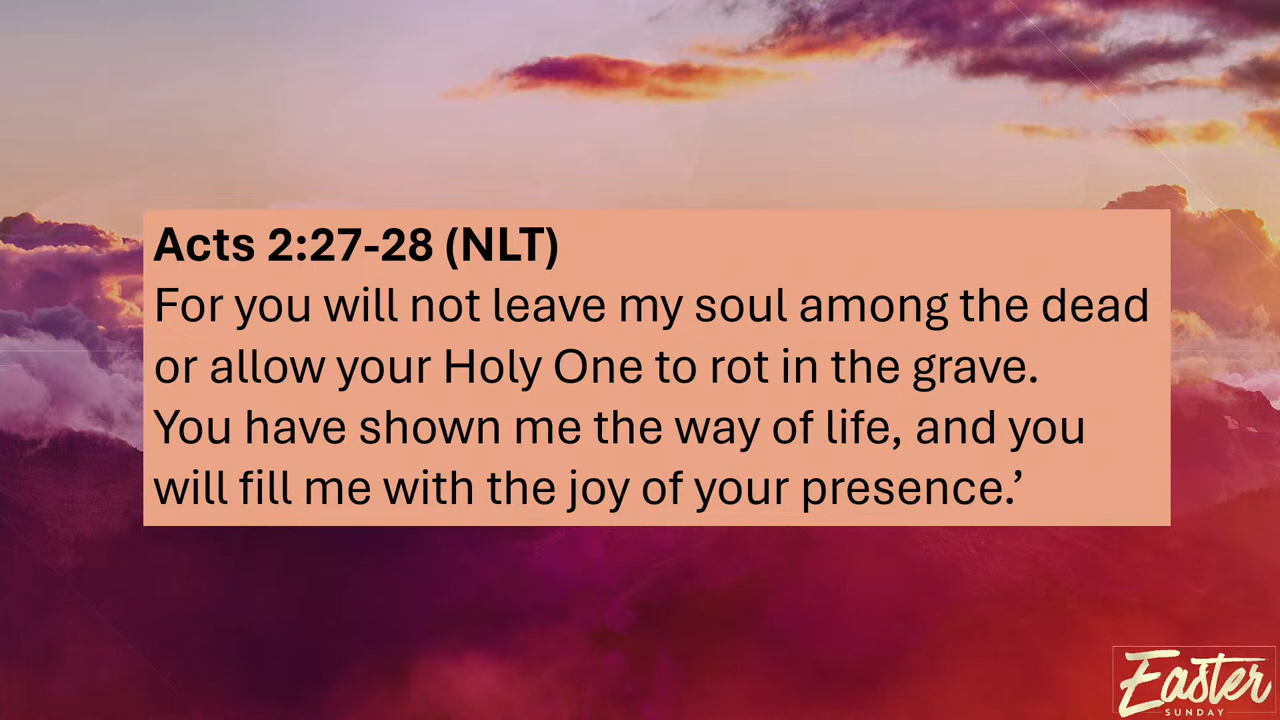 Acts 2:27-28 (NLT)
For you will not leave my soul among the dead
or allow your Holy One to rot in the grave.
You have shown me the way of life, and you
will fill me with the joy of your presence.’
Easter
SUNDAY